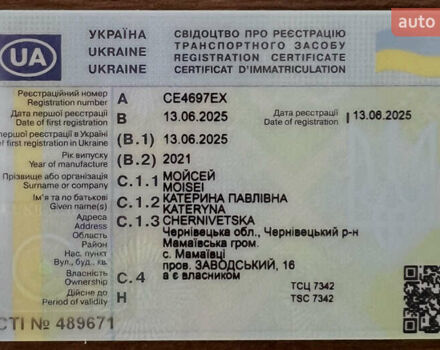 auto
УКРАЇНА СВІДОЦТВО ПРО РЕЄСТРАЦІЮ
UKRAINE ТРАНСПОРТНОГО ЗАСОБУ
UA REGISTRATION CERTIFICATE
UKRAINE CERTIFICAT D'IMMATRICULATION
Реєстраційний номер
Registration number A CE4697EX
Дата першої реєстрації
Date of first registration B 13.06.2025 Дата реєстрації
Date of registration I 13.06.2025
першої реєстрації в Україні
of first registration in Ukraine (B.1) 13.06.2025
Рік випуску
Year of manufacture (B.2) 2021
Прізвище або організація
Surname or company C.1.1 МОЙСЕЙ
MOISEI
Ім'я та по батькові
Given name(s) C.1.2 КАТЕРИНА ПАВЛІВНА
KATERYNA
Адреса
Address C.1.3 CHERNIVETSKA
Область Чернівецька обл., Чернівецький р-н
Район Мамаївська гром.
Нас. пункт с. Мамаївці
Вул., буд.. кв. пров. ЗАВОДСЬКИЙ, 16
Власність
Ownership C.4 а є власником
Дійсне до
Period of validity H ТСЦ 7342
TSC 7342
СТІ № 489671